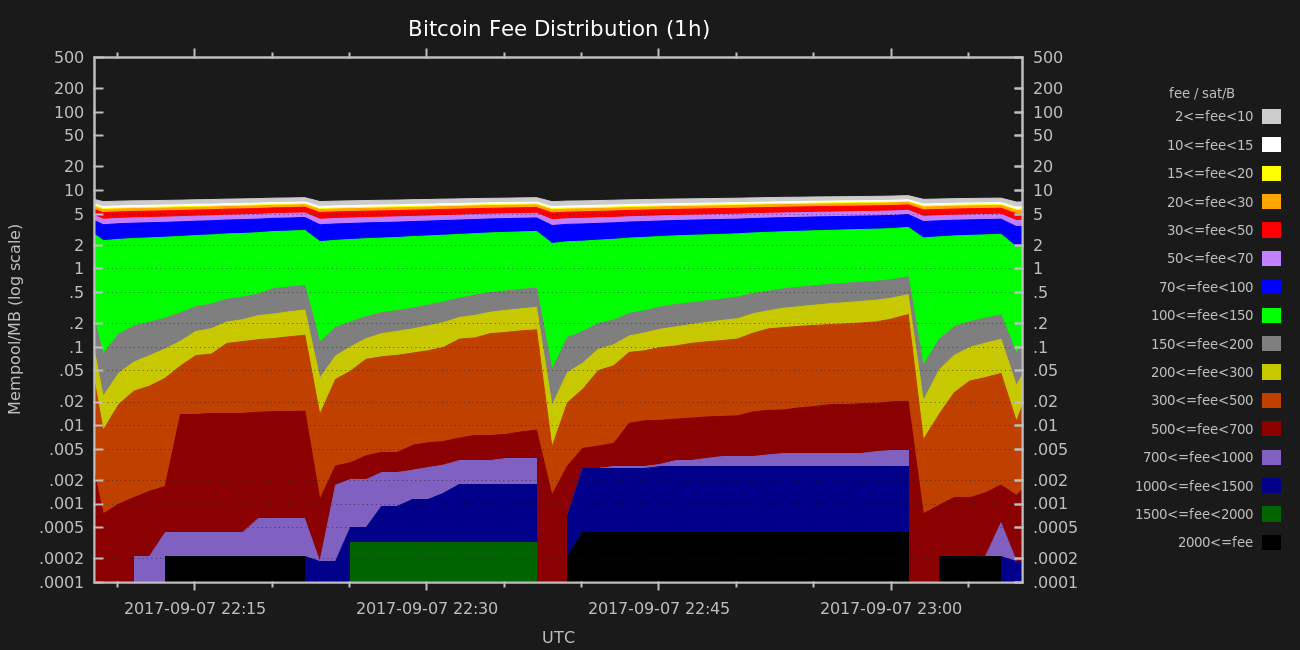 Bitcoin Fee Distribution (1h)
500
200
100
50
20
10
5
2
1
.5
.2
.1
.05
.02
.01
.005
.002
.001
.0005
.0002
.0001
Mempool/MB (log scale)
500
200
100
50
20
10
5
2
1
.5
.2
.1
.05
.02
.01
.005
.002
.001
.0005
.0002
.0001
2017-09-07 22:15
2017-09-07 22:30
2017-09-07 22:45
2017-09-07 23:00
UTC
fee / sat/B
2<=fee<10
10<=fee<15
15<=fee<20
20<=fee<30
30<=fee<50
50<=fee<70
70<=fee<100
100<=fee<150
150<=fee<200
200<=fee<300
300<=fee<500
500<=fee<700
700<=fee<1000
1000<=fee<1500
1500<=fee<2000
2000<=fee